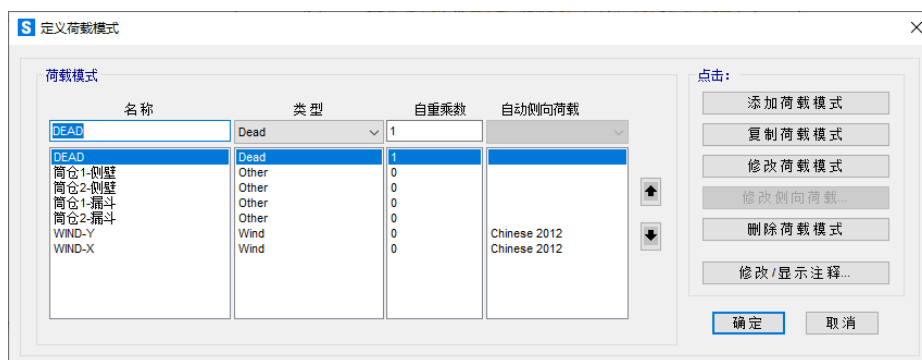 S 定义荷载模式
荷载模式
点击：
名称 类型 自重乘数 自动侧向荷载
DEAD Dead 1
DEAD Dead 1
筒仓1-侧壁 Other 0
筒仓2-侧壁 Other 0
筒仓1-漏斗 Other 0
筒仓2-漏斗 Other 0
WIND-Y Wind 0 Chinese 2012
WIND-X Wind 0 Chinese 2012
添加荷载模式
复制荷载模式
修改荷载模式
修改侧向荷载...
删除荷载模式
修改/显示注释...
确定 取消